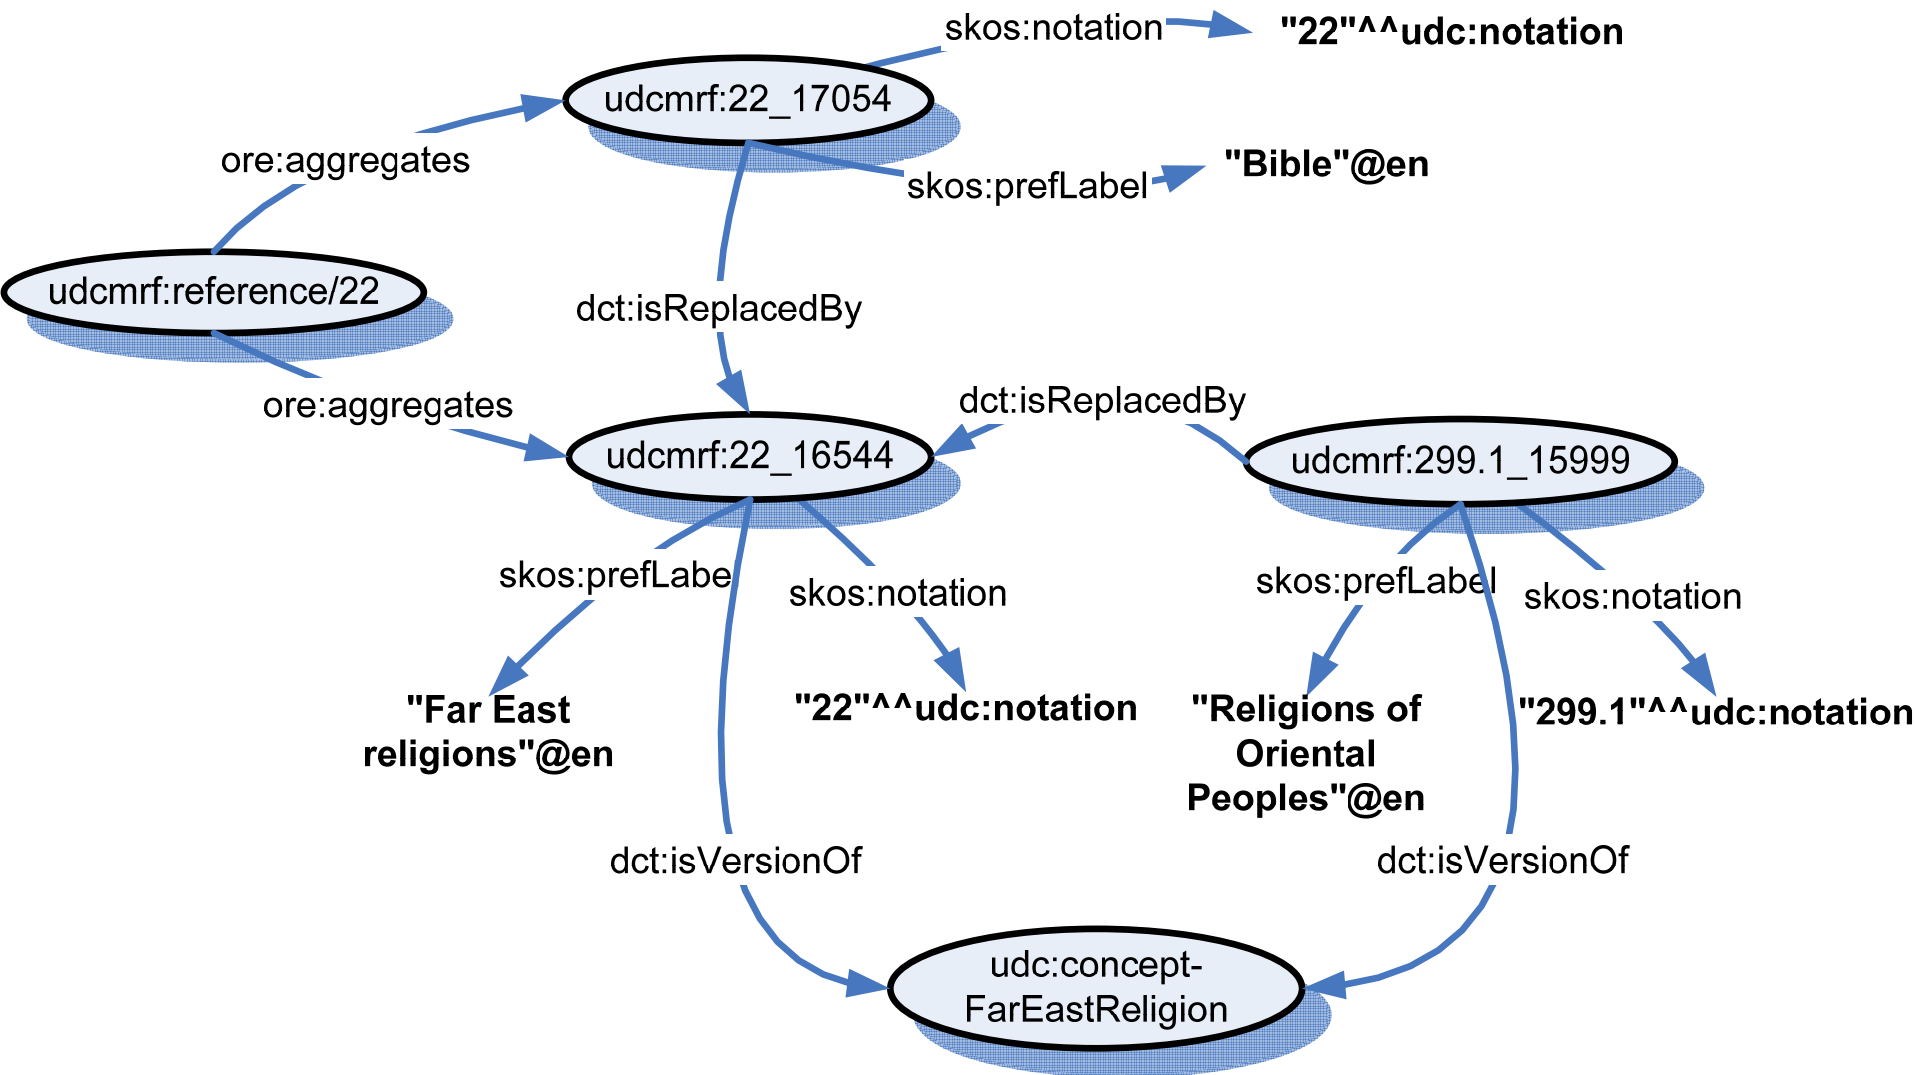 skos:notation
"22"^^udc:notation
udcmrf:22_17054
ore:aggregates
"Bible"@en
skos:prefLabel
udcmrf:reference/22
dct:isReplacedBy
ore:aggregates
dct:isReplacedBy
udcmrf:22_16544
udcmrf:299.1_15999
skos:prefLabe
skos:notation
skos:prefLabel
skos:notation
"Far East
religions"@en
"22"^^udc:notation
"Religions of
Oriental
Peoples"@en
"299.1"^^udc:notation
dct:isVersionOf
dct:isVersionOf
udc:concept-
FarEastReligion